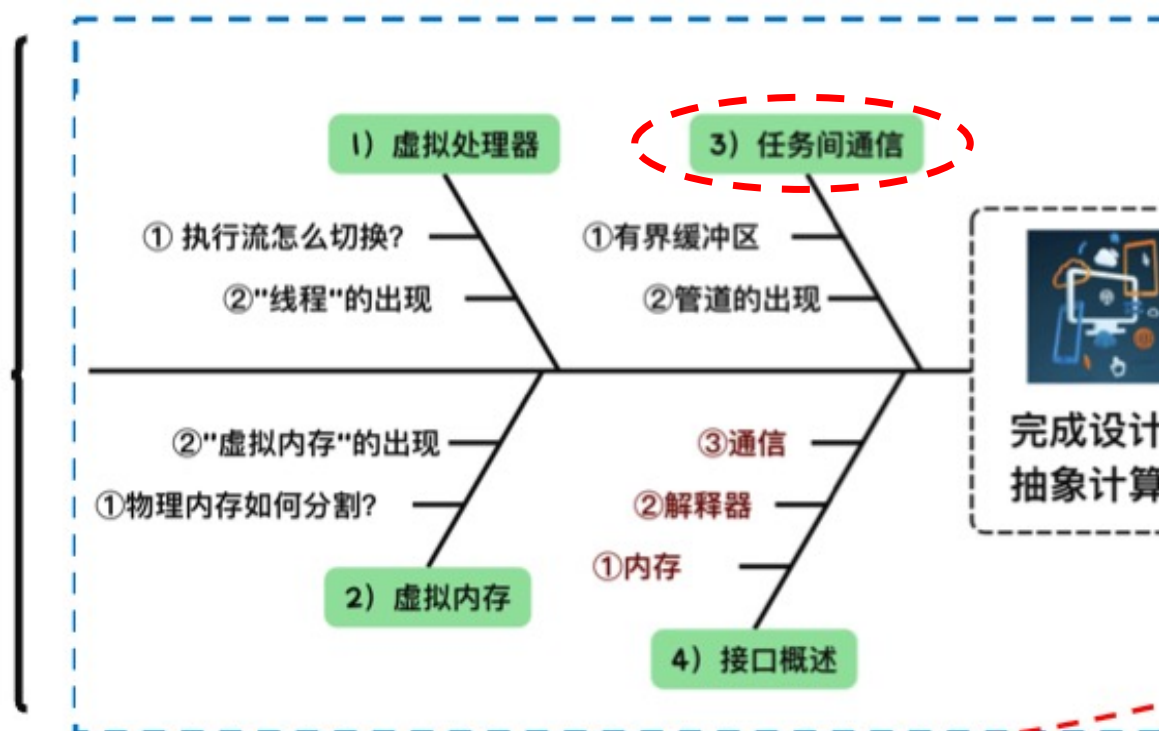 1）虚拟处理器
① 执行流怎么切换?
②"线程"的出现
3）任务间通信
①有界缓冲区
②管道的出现
②"虚拟内存"的出现
①物理内存如何分割?
2）虚拟内存
③通信
②解释器
①内存
4）接口概述
完成设计
抽象计算